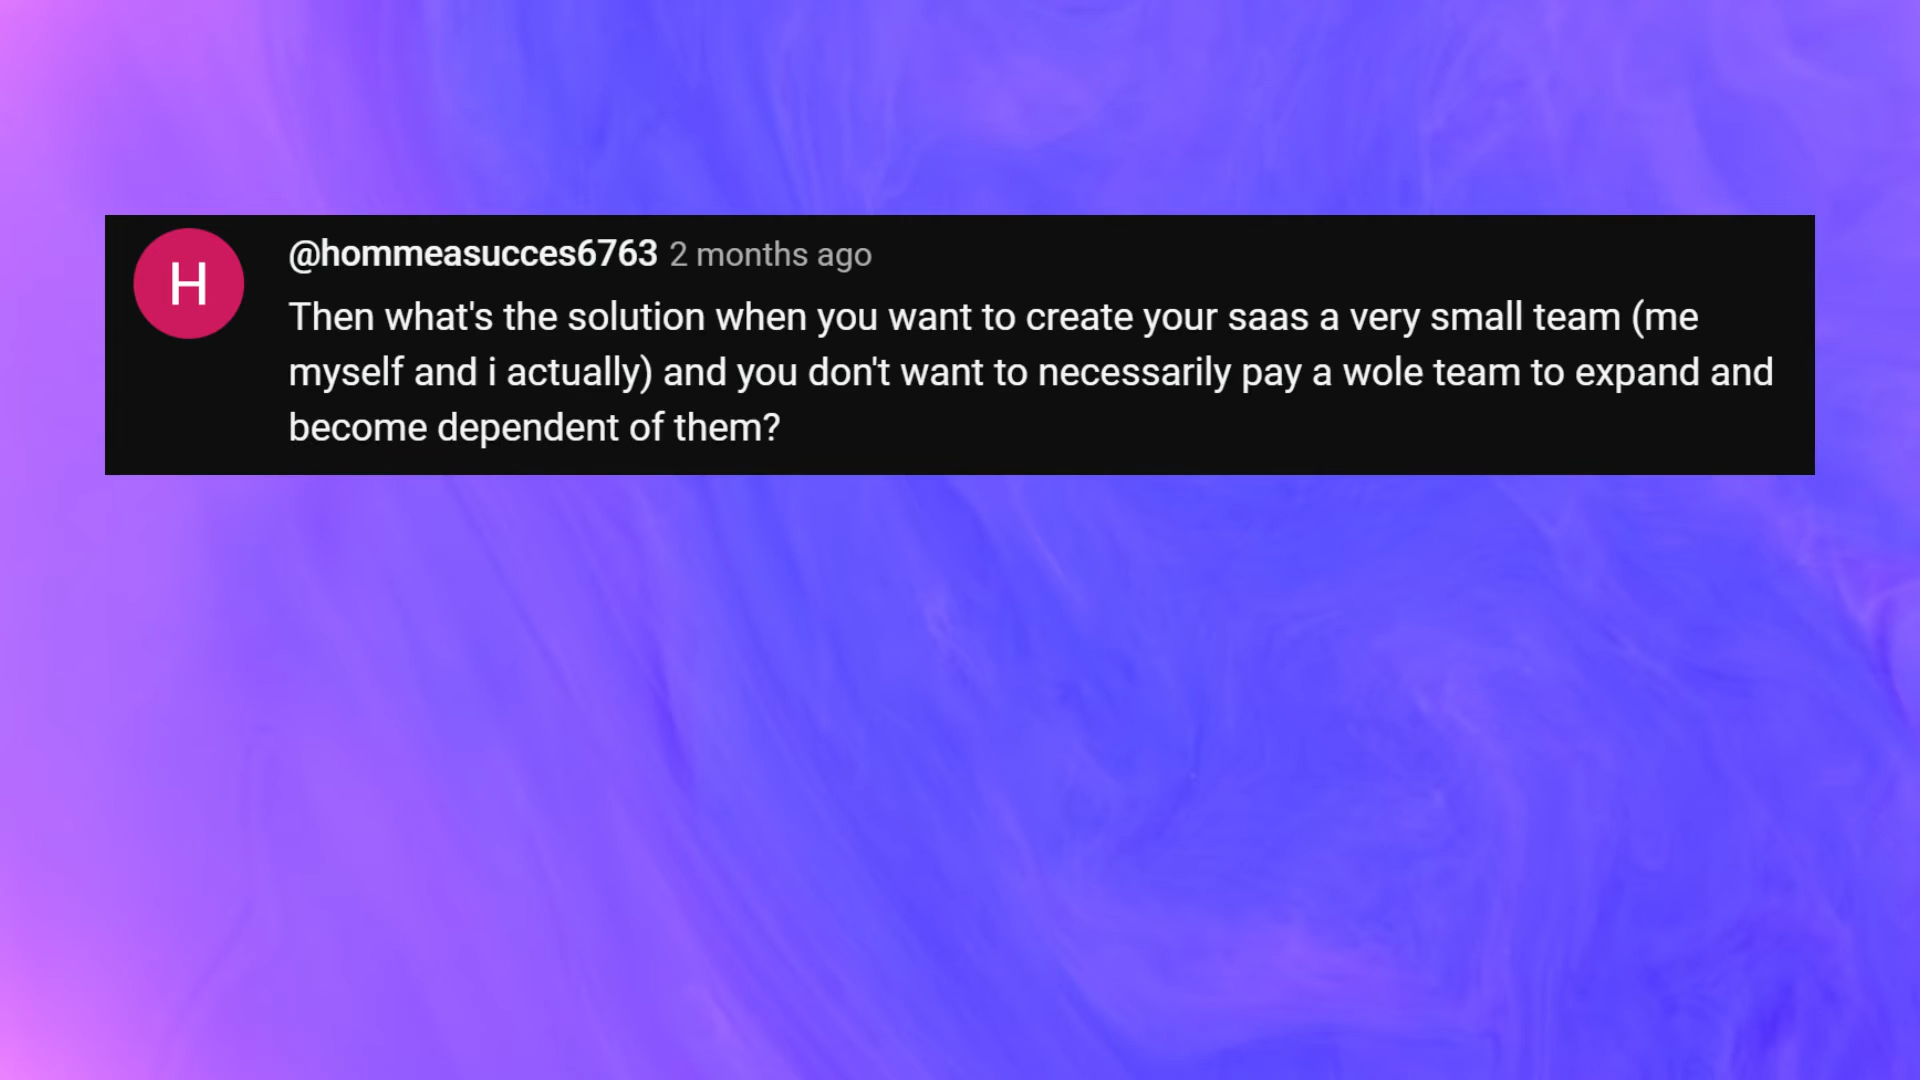 H
@hommeasucces6763 2 months ago
Then what's the solution when you want to create your saas a very small team (me
myself and i actually) and you don't want to necessarily pay a wole team to expand and
become dependent of them?